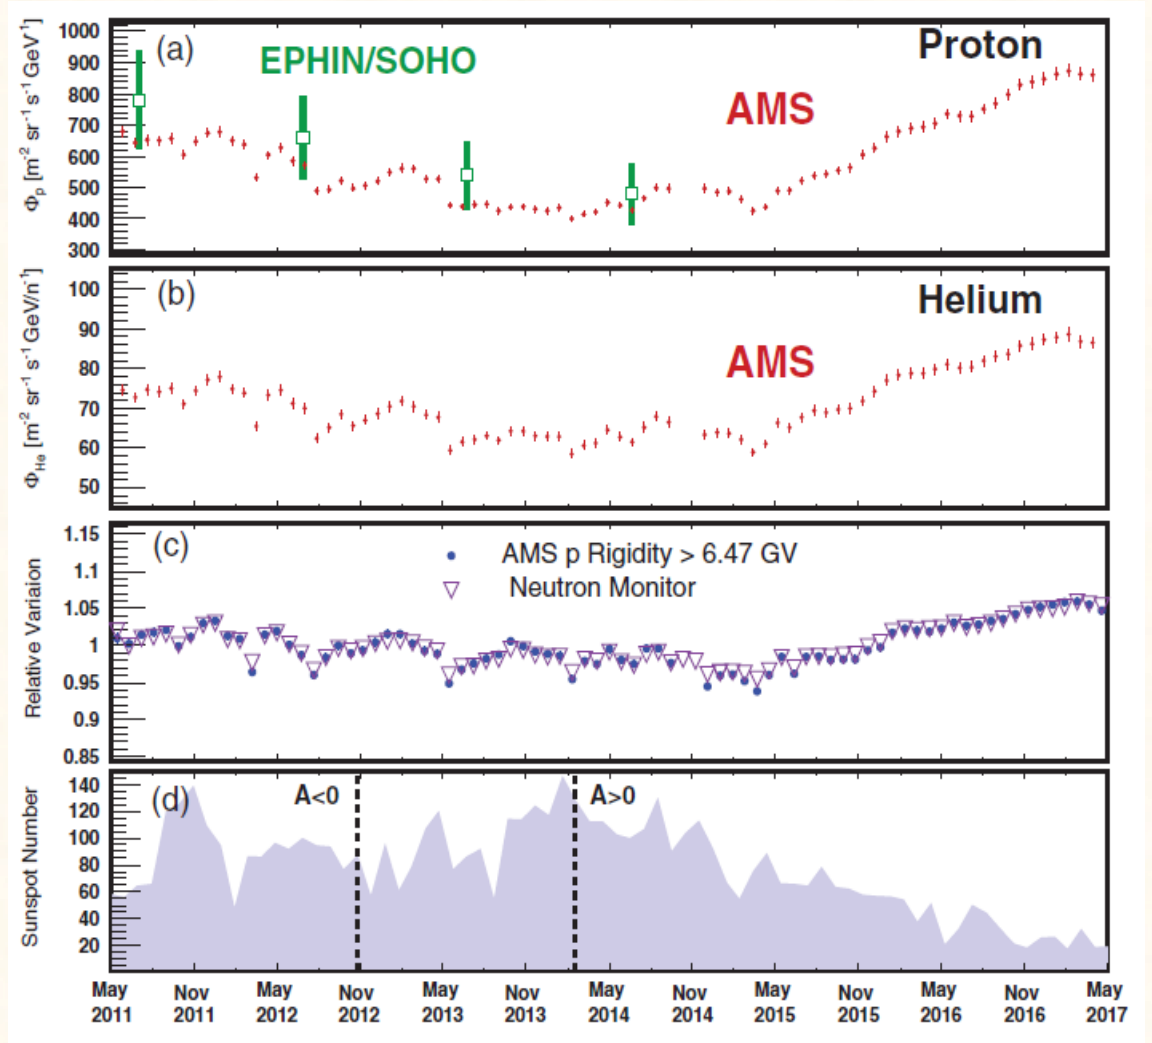 (a)
EPHIN/SOHO
Proton
AMS
Φp [m-2 sr-1 s-1 GeV-1]
1000
900
800
700
600
500
400
300
(b)
Helium
AMS
ΦHe [m-2 sr-1 s-1 GeV/n-1]
100
90
80
70
60
50
(c)
AMS p Rigidity > 6.47 GV
Neutron Monitor
Relative Variaion
1.15
1.1
1.05
1
0.95
0.9
0.85
(d)
A<0
A>0
Sunspot Number
140
120
100
80
60
40
20
May Nov May Nov May Nov May Nov May Nov May Nov May
2011 2011 2012 2012 2013 2013 2014 2014 2015 2015 2016 2016 2017